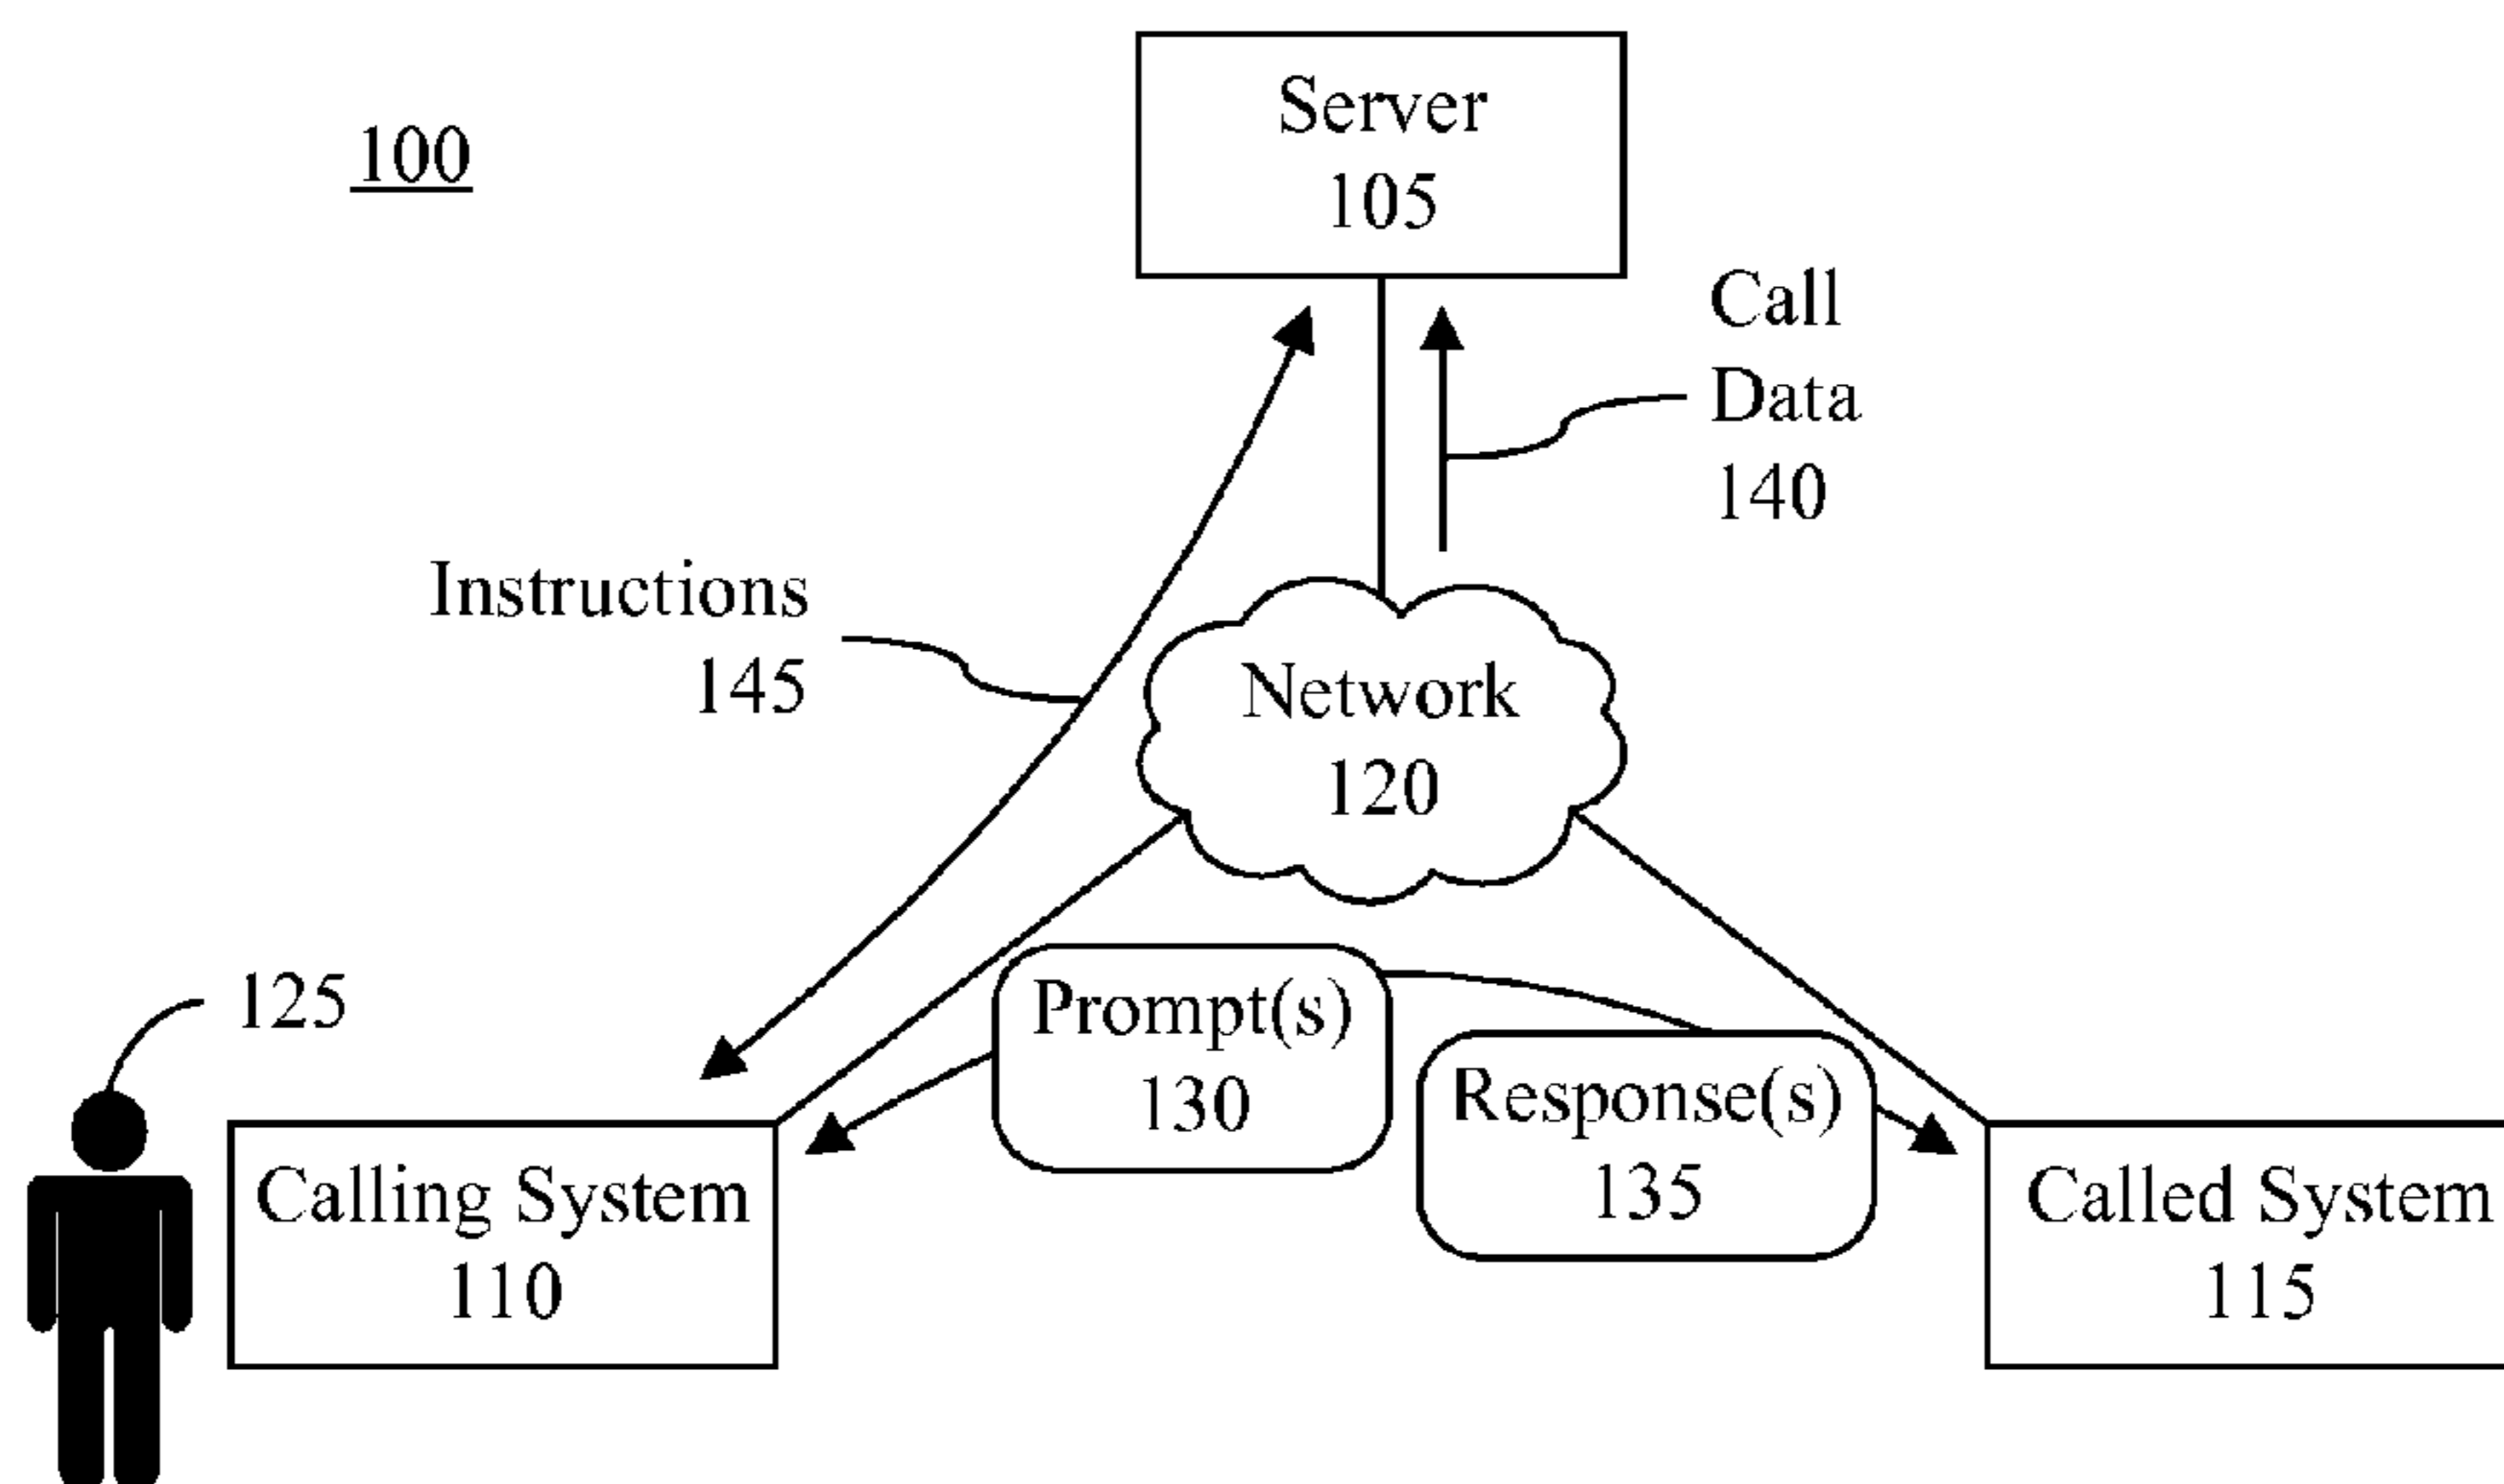 100
Server
105
Call
Data
140
Instructions
145
Network
120
125
Prompt(s)
130
Response(s)
135
Calling System
110
Called System
115